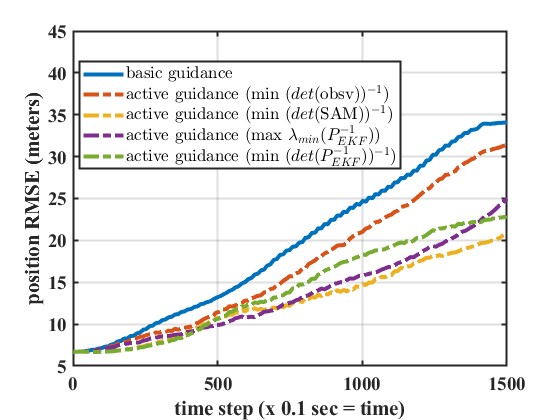 45
40
35
30
25
20
15
10
5
position RMSE (meters)
basic guidance
active guidance (min (det(obsv))⁻¹)
active guidance (min (det(SAM))⁻¹)
active guidance (max λ_min(P_EKF⁻¹))
active guidance (min (det(P_EKF⁻¹))⁻¹)
0 500 1000 1500
time step (x 0.1 sec = time)